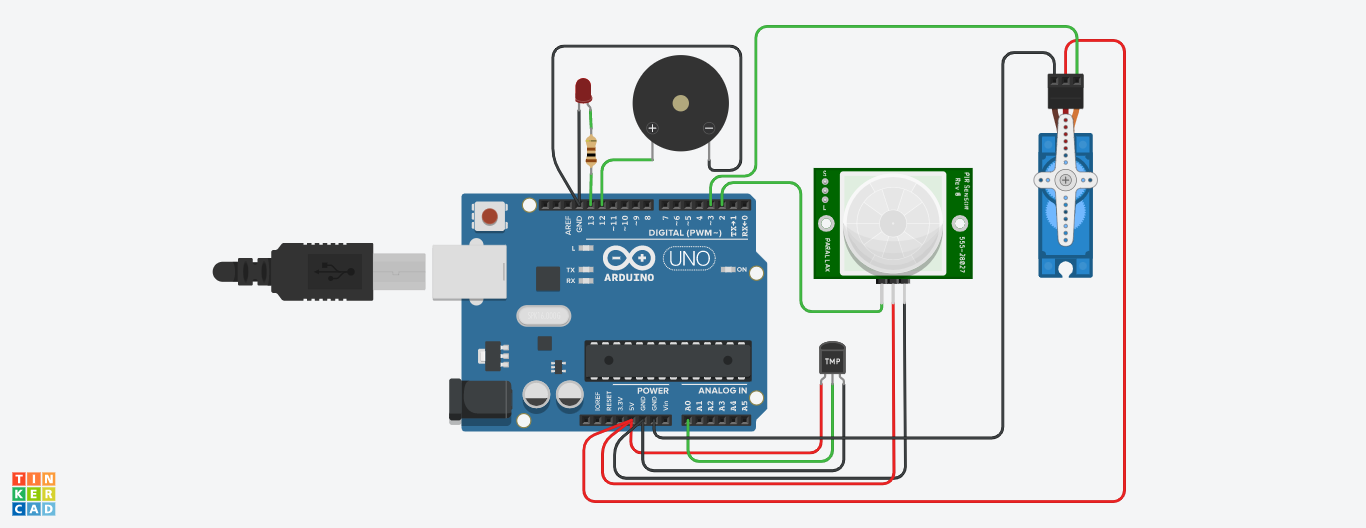 +
−
AREF
GND
13
12
~11
~10
~9
8
7
~6
~5
4
~3
2
TX→1
RX←0
DIGITAL (PWM~)
L
TX
RX
ARDUINO
UNO
ON
POWER
ANALOG IN
IOREF
RESET
3.3V
5V
GND
GND
Vin
A0
A1
A2
A3
A4
A5
S
L
PARALLAX
PIR Sensor
Rev B
555-28027
TMP
TIN
KER
CAD